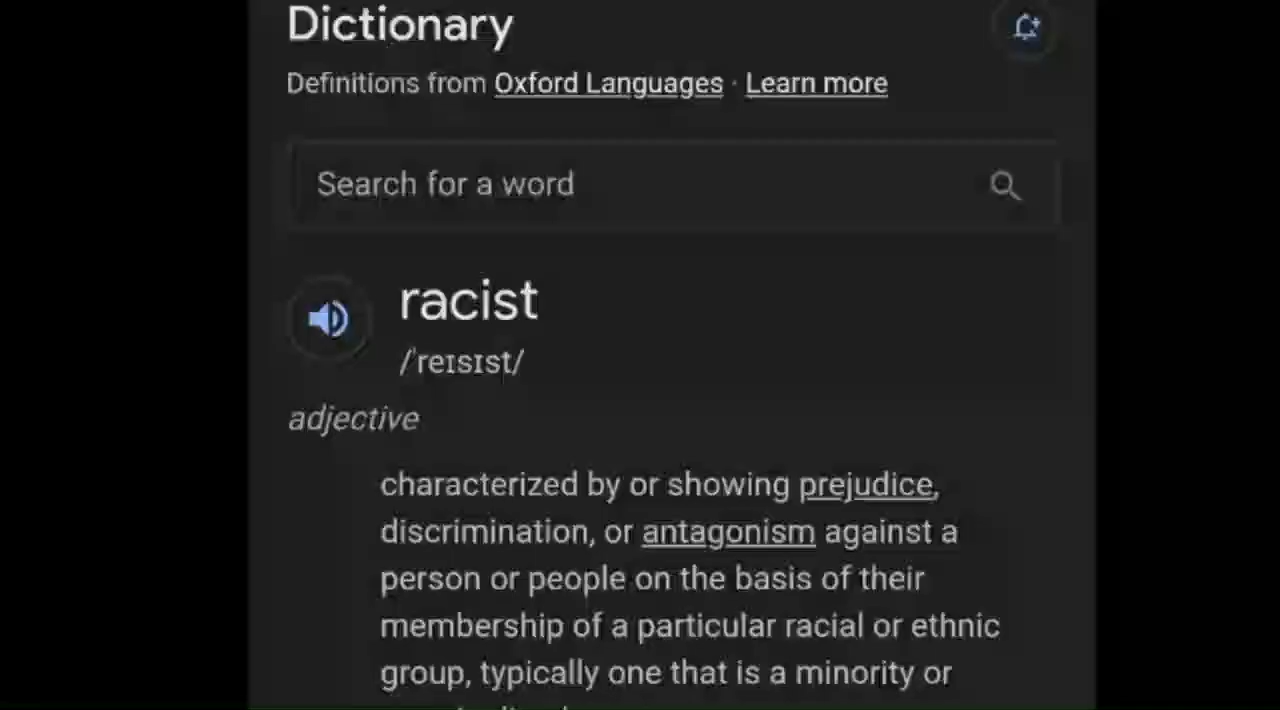 Dictionary
Definitions from Oxford Languages · Learn more
Search for a word
racist
/ˈreɪsɪst/
adjective
characterized by or showing prejudice,
discrimination, or antagonism against a
person or people on the basis of their
membership of a particular racial or ethnic
group, typically one that is a minority or